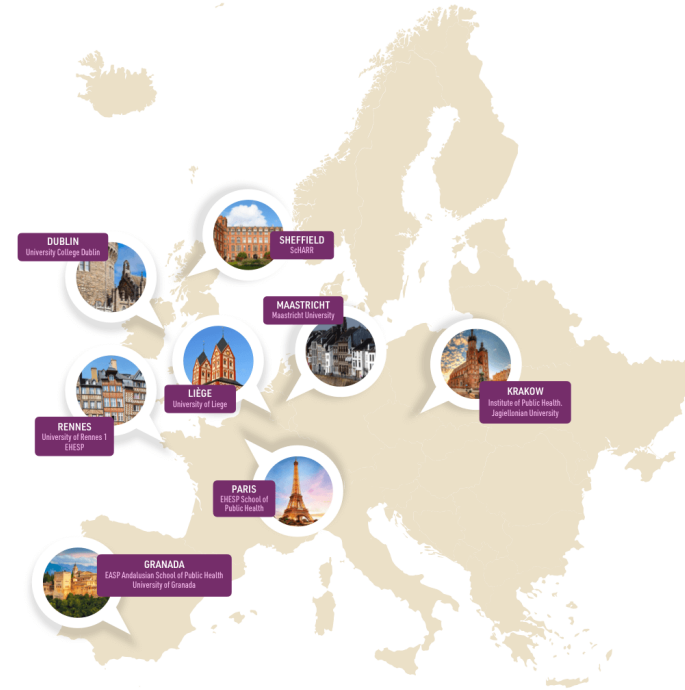 DUBLIN
University College Dublin
SHEFFIELD
ScHARR
MAASTRICHT
Maastricht University
LIÈGE
University of Liege
KRAKOW
Institute of Public Health.
Jagiellonian University
RENNES
University of Rennes 1
EHESP
PARIS
EHESP School of
Public Health
GRANADA
EASP Andalusian School of Public Health
University of Granada